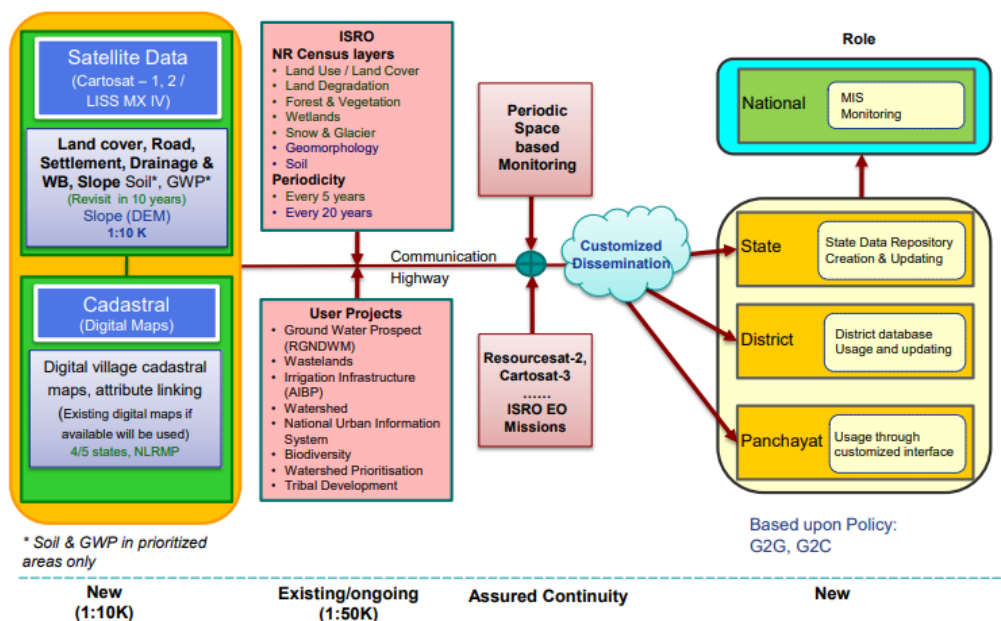 Satellite Data
(Cartosat – 1, 2 /
LISS MX IV)
Land cover, Road,
Settlement, Drainage &
WB, Slope Soil*, GWP*
(Revisit in 10 years)
Slope (DEM)
1:10 K
Cadastral
(Digital Maps)
Digital village cadastral
maps, attribute linking
(Existing digital maps if
available will be used)
4/5 states, NLRMP
* Soil & GWP in prioritized
areas only
New
(1:10K)
ISRO
NR Census layers
• Land Use / Land Cover
• Land Degradation
• Forest & Vegetation
• Wetlands
• Snow & Glacier
• Geomorphology
• Soil
Periodicity
• Every 5 years
• Every 20 years
Communication
Highway
User Projects
• Ground Water Prospect
(RGNDWM)
• Wastelands
• Irrigation Infrastructure
(AIBP)
• Watershed
• National Urban Information
System
• Biodiversity
• Watershed Prioritisation
• Tribal Development
Existing/ongoing
(1:50K)
Periodic
Space
based
Monitoring
Customized
Dissemination
Resourcesat-2,
Cartosat-3
……
ISRO EO
Missions
Assured Continuity
Role
National
MIS
Monitoring
State
State Data Repository
Creation & Updating
District
District database
Usage and updating
Panchayat
Usage through
customized interface
Based upon Policy:
G2G, G2C
New